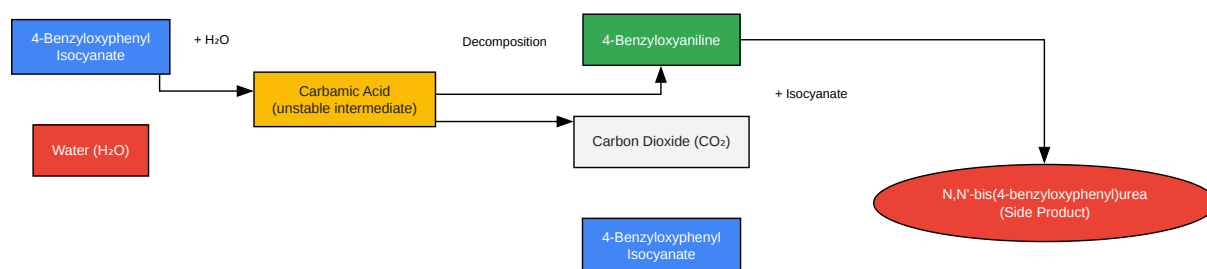 4-Benzyloxyphenyl
Isocyanate
+ H₂O
Decomposition
4-Benzyloxyaniline
Carbamic Acid
(unstable intermediate)
+ Isocyanate
Water (H₂O)
Carbon Dioxide (CO₂)
N,N'-bis(4-benzyloxyphenyl)urea
(Side Product)
4-Benzyloxyphenyl
Isocyanate